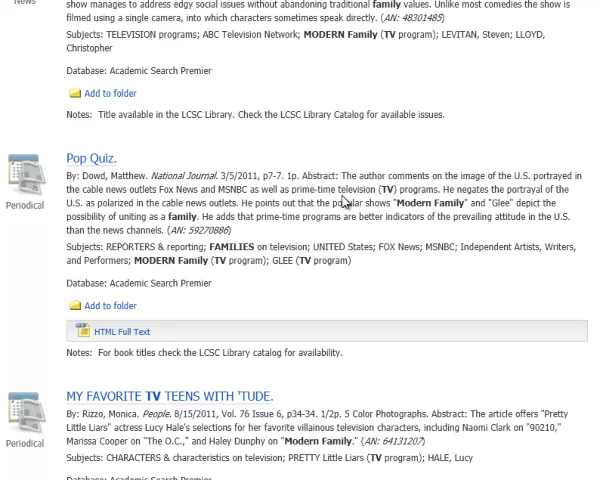 News
show manages to address edgy social issues without abandoning traditional family values. Unlike most comedies the show is
filmed using a single camera, into which characters sometimes speak directly. (AN: 48301485)
Subjects: TELEVISION programs; ABC Television Network; MODERN Family (TV program); LEVITAN, Steven; LLOYD,
Christopher
Database: Academic Search Premier
Add to folder
Notes: Title available in the LCSC Library. Check the LCSC Library Catalog for available issues.
Pop Quiz.
By: Dowd, Matthew. National Journal. 3/5/2011, p7-7. 1p. Abstract: The author comments on the image of the U.S. portrayed in
the cable news outlets Fox News and MSNBC as well as prime-time television (TV) programs. He negates the portrayal of the
Periodical
U.S. as polarized in the cable news outlets. He points out that the popular shows "Modern Family" and "Glee" depict the
possibility of uniting as a family. He adds that prime-time programs are better indicators of the prevailing attitude in the U.S.
than the news channels. (AN: 59270886)
Subjects: REPORTERS & reporting; FAMILIES on television; UNITED States; FOX News; MSNBC; Independent Artists, Writers,
and Performers; MODERN Family (TV program); GLEE (TV program)
Database: Academic Search Premier
Add to folder
HTML Full Text
Notes: For book titles check the LCSC Library catalog for availability.
MY FAVORITE TV TEENS WITH 'TUDE.
By: Rizzo, Monica. People. 8/15/2011, Vol. 76 Issue 6, p34-34. 1/2p. 5 Color Photographs. Abstract: The article offers "Pretty
Little Liars" actress Lucy Hale's selections for her favorite villainous television characters, including Naomi Clark on "90210,"
Periodical
Marissa Cooper on "The O.C.," and Haley Dunphy on "Modern Family." (AN: 64131207)
Subjects: CHARACTERS & characteristics on television; PRETTY Little Liars (TV program); HALE, Lucy
Database: Academic Search Premier